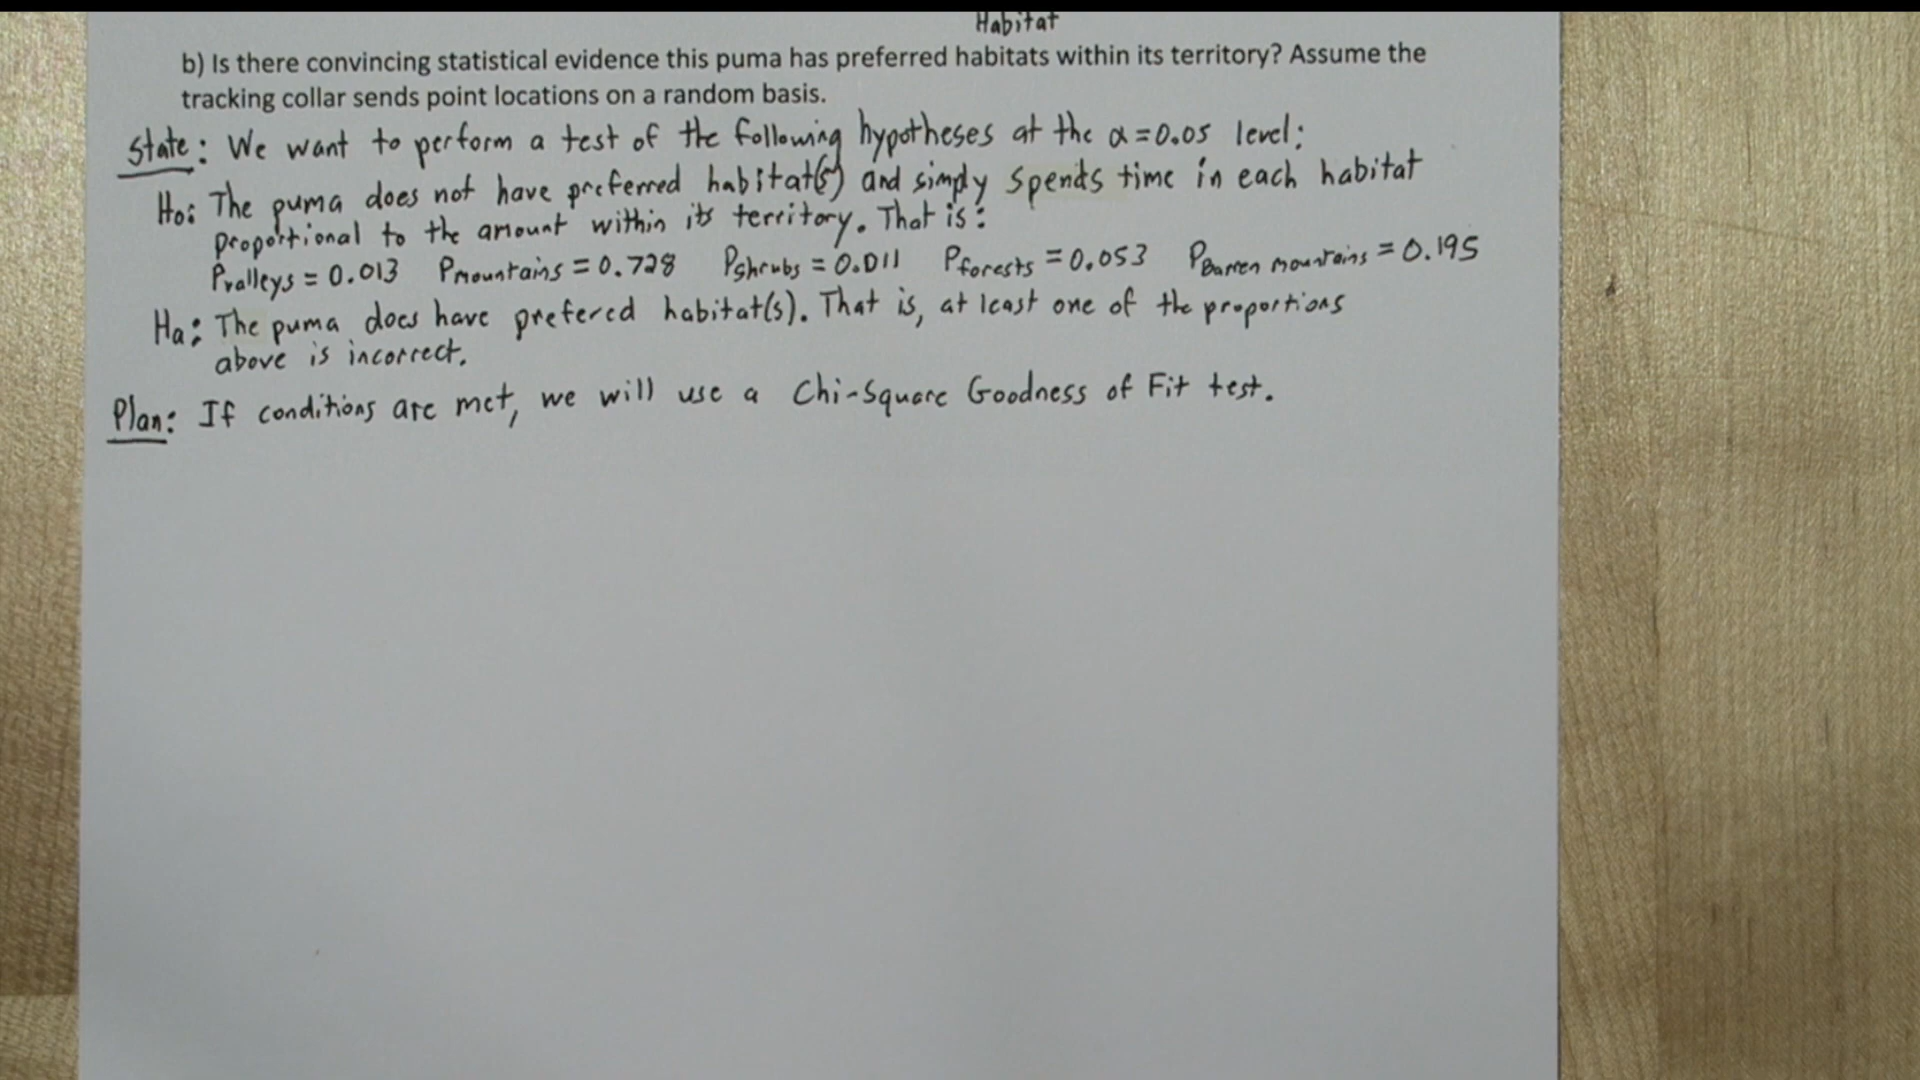 Habitat
b) Is there convincing statistical evidence this puma has preferred habitats within its territory? Assume the
tracking collar sends point locations on a random basis.
State: We want to perform a test of the following hypotheses at the α=0.05 level:
Ho: The puma does not have preferred habitat(s) and simply spends time in each habitat
proportional to the amount within its territory. That is:
Pvalleys = 0.013 Pmountains = 0.728 Pshrubs = 0.011 Pforests = 0.053 PBarren mountains = 0.195
Ha: The puma does have prefered habitat(s). That is, at least one of the proportions
above is incorrect.
Plan: If conditions are met, we will use a Chi-Square Goodness of Fit test.